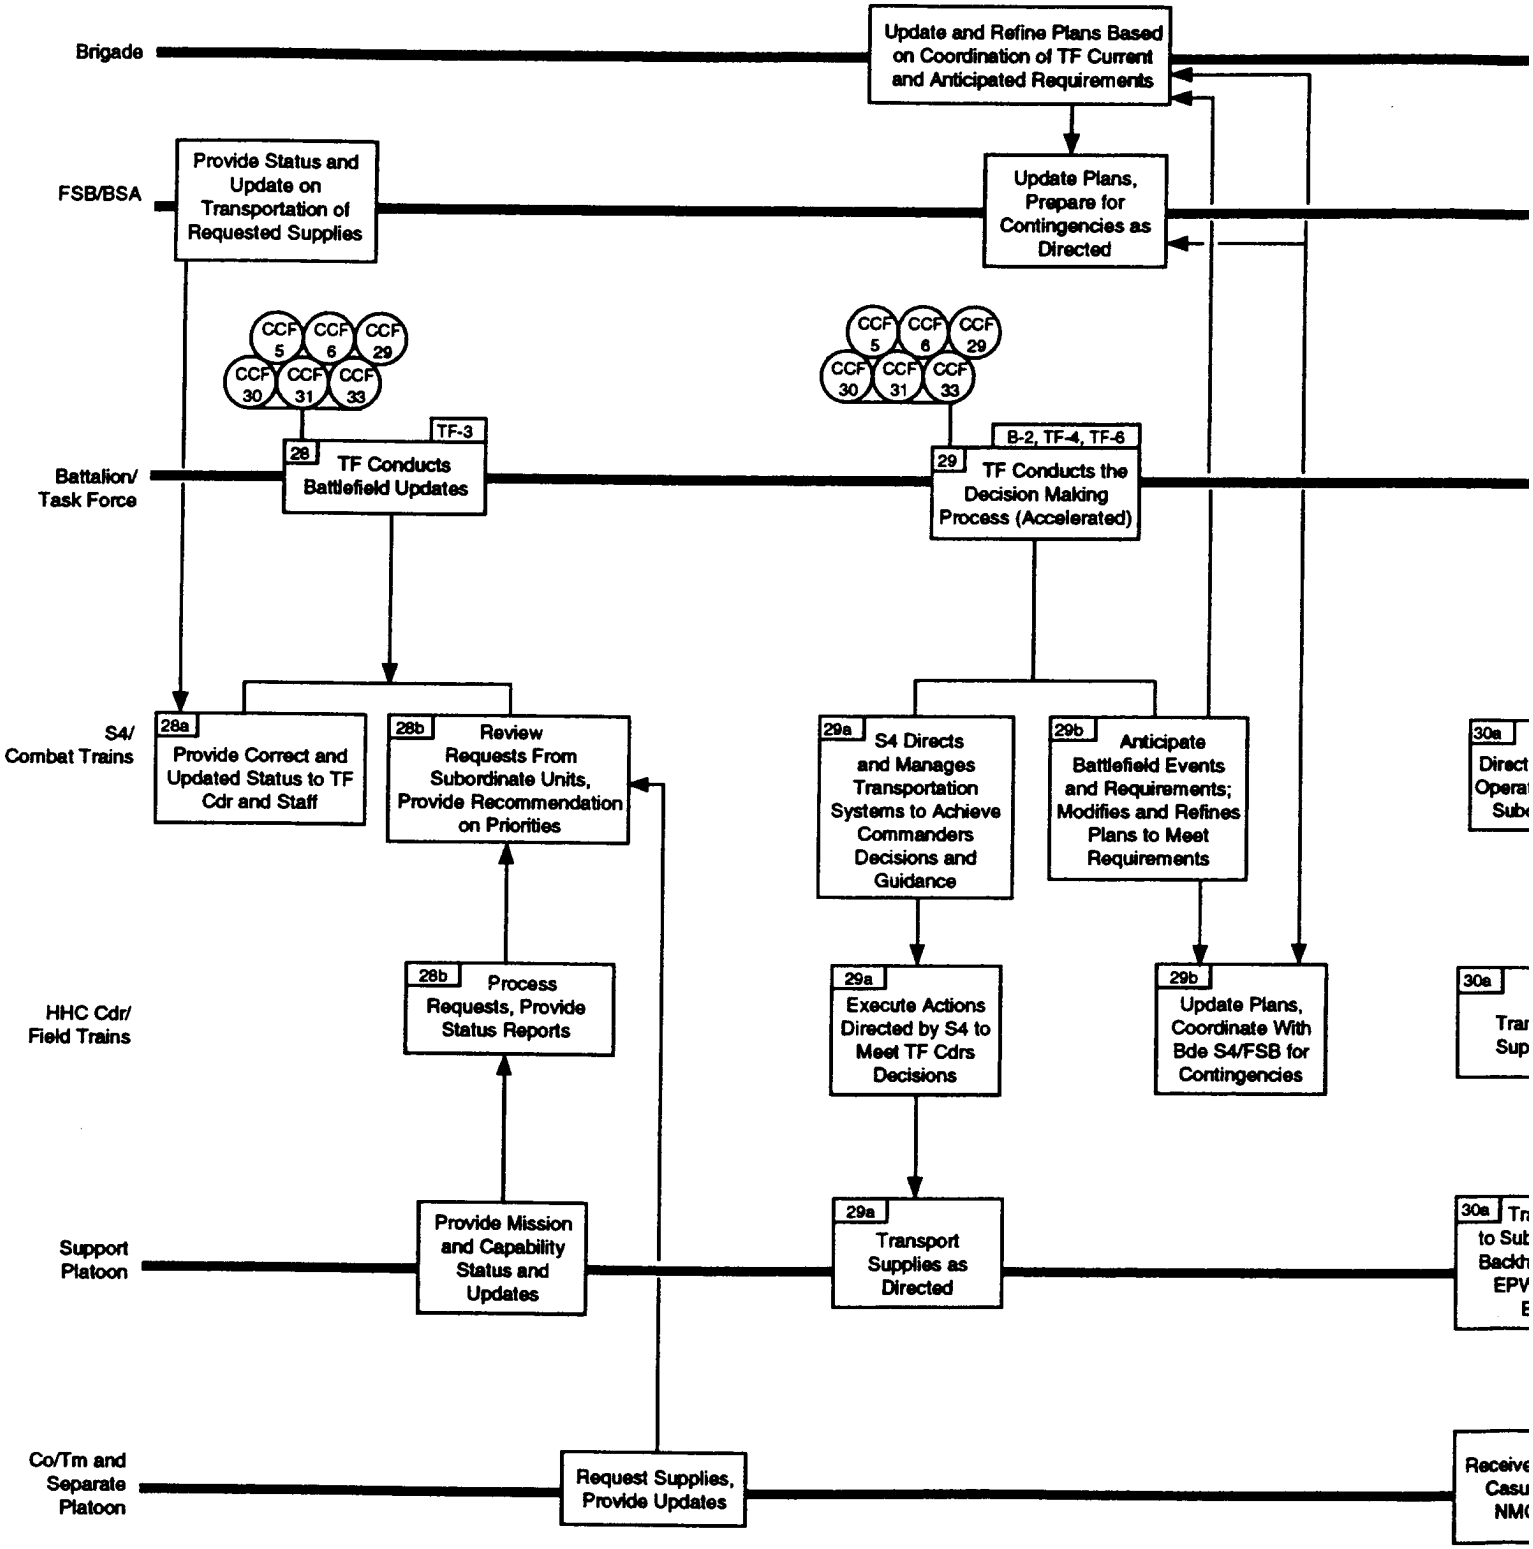 Brigade
Update and Refine Plans Based
on Coordination of TF Current
and Anticipated Requirements
FSB/BSA
Provide Status and
Update on
Transportation of
Requested Supplies
Update Plans,
Prepare for
Contingencies as
Directed
CCF
5
CCF
6
CCF
29
CCF
30
CCF
31
CCF
33
CCF
5
CCF
6
CCF
29
CCF
30
CCF
31
CCF
33
Battalion/
Task Force
TF-3
28
TF Conducts
Battlefield Updates
B-2, TF-4, TF-6
29
TF Conducts the
Decision Making
Process (Accelerated)
S4/
Combat Trains
28a
Provide Correct and
Updated Status to TF
Cdr and Staff
28b
Review
Requests From
Subordinate Units,
Provide Recommendation
on Priorities
29a
S4 Directs
and Manages
Transportation
Systems to Achieve
Commanders
Decisions and
Guidance
29b
Anticipate
Battlefield Events
and Requirements;
Modifies and Refines
Plans to Meet
Requirements
30a
HHC Cdr/
Field Trains
28b
Process
Requests, Provide
Status Reports
29a
Execute Actions
Directed by S4 to
Meet TF Cdrs
Decisions
29b
Update Plans,
Coordinate With
Bde S4/FSB for
Contingencies
30a
Support
Platoon
Provide Mission
and Capability
Status and
Updates
29a
Transport
Supplies as
Directed
30a
to
Co/Tm and
Separate
Platoon
Request Supplies,
Provide Updates